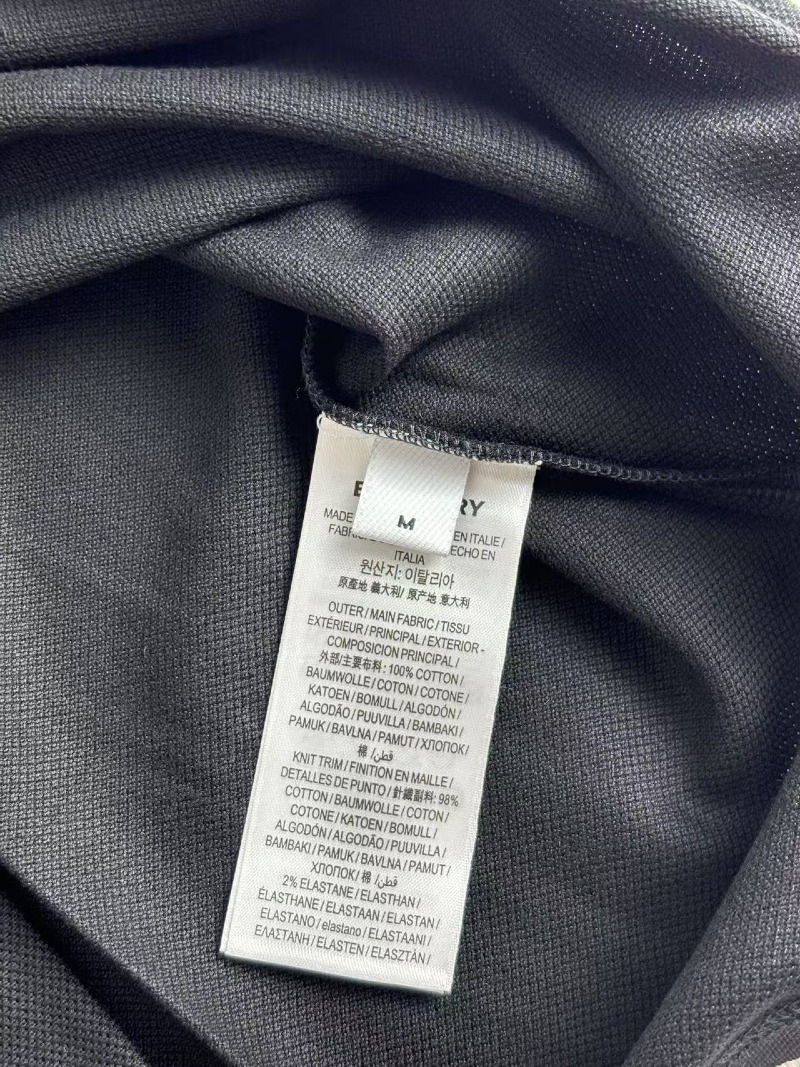 M
RY
MADE EN ITALIE /
ECHO EN
ITALIA
원산지: 이탈리아
原產地 義大利/ 原产地 意大利
OUTER / MAIN FABRIC / TISSU
EXTÉRIEUR / PRINCIPAL / EXTERIOR -
COMPOSICION PRINCIPAL /
外部/主要布料: 100% COTTON /
BAUMWOLLE / COTON / COTONE /
KATOEN / BOMULL / ALGODÓN /
ALGODÃO / PUUVILLA / BAMBAKI /
PAMUK / BAVLNA / PAMUT / ХЛОПОК/
棉 /قطن/
KNIT TRIM / FINITION EN MAILLE /
DETALLES DE PUNTO / 針織副料: 98%
COTTON / BAUMWOLLE / COTON /
COTONE / KATOEN / BOMULL /
ALGODÓN / ALGODÃO / PUUVILLA /
BAMBAKI / PAMUK / BAVLNA / PAMUT /
ХЛОПОК/ 棉 /قطن
2% ELASTANE / ELASTHAN /
ÉLASTHANE / ELASTAAN / ELASTAN /
ELASTANO / elastano / ELASTAANI /
ΕΛΑΣΤΑΝΗ / ELASTEN / ELASZTÁN /